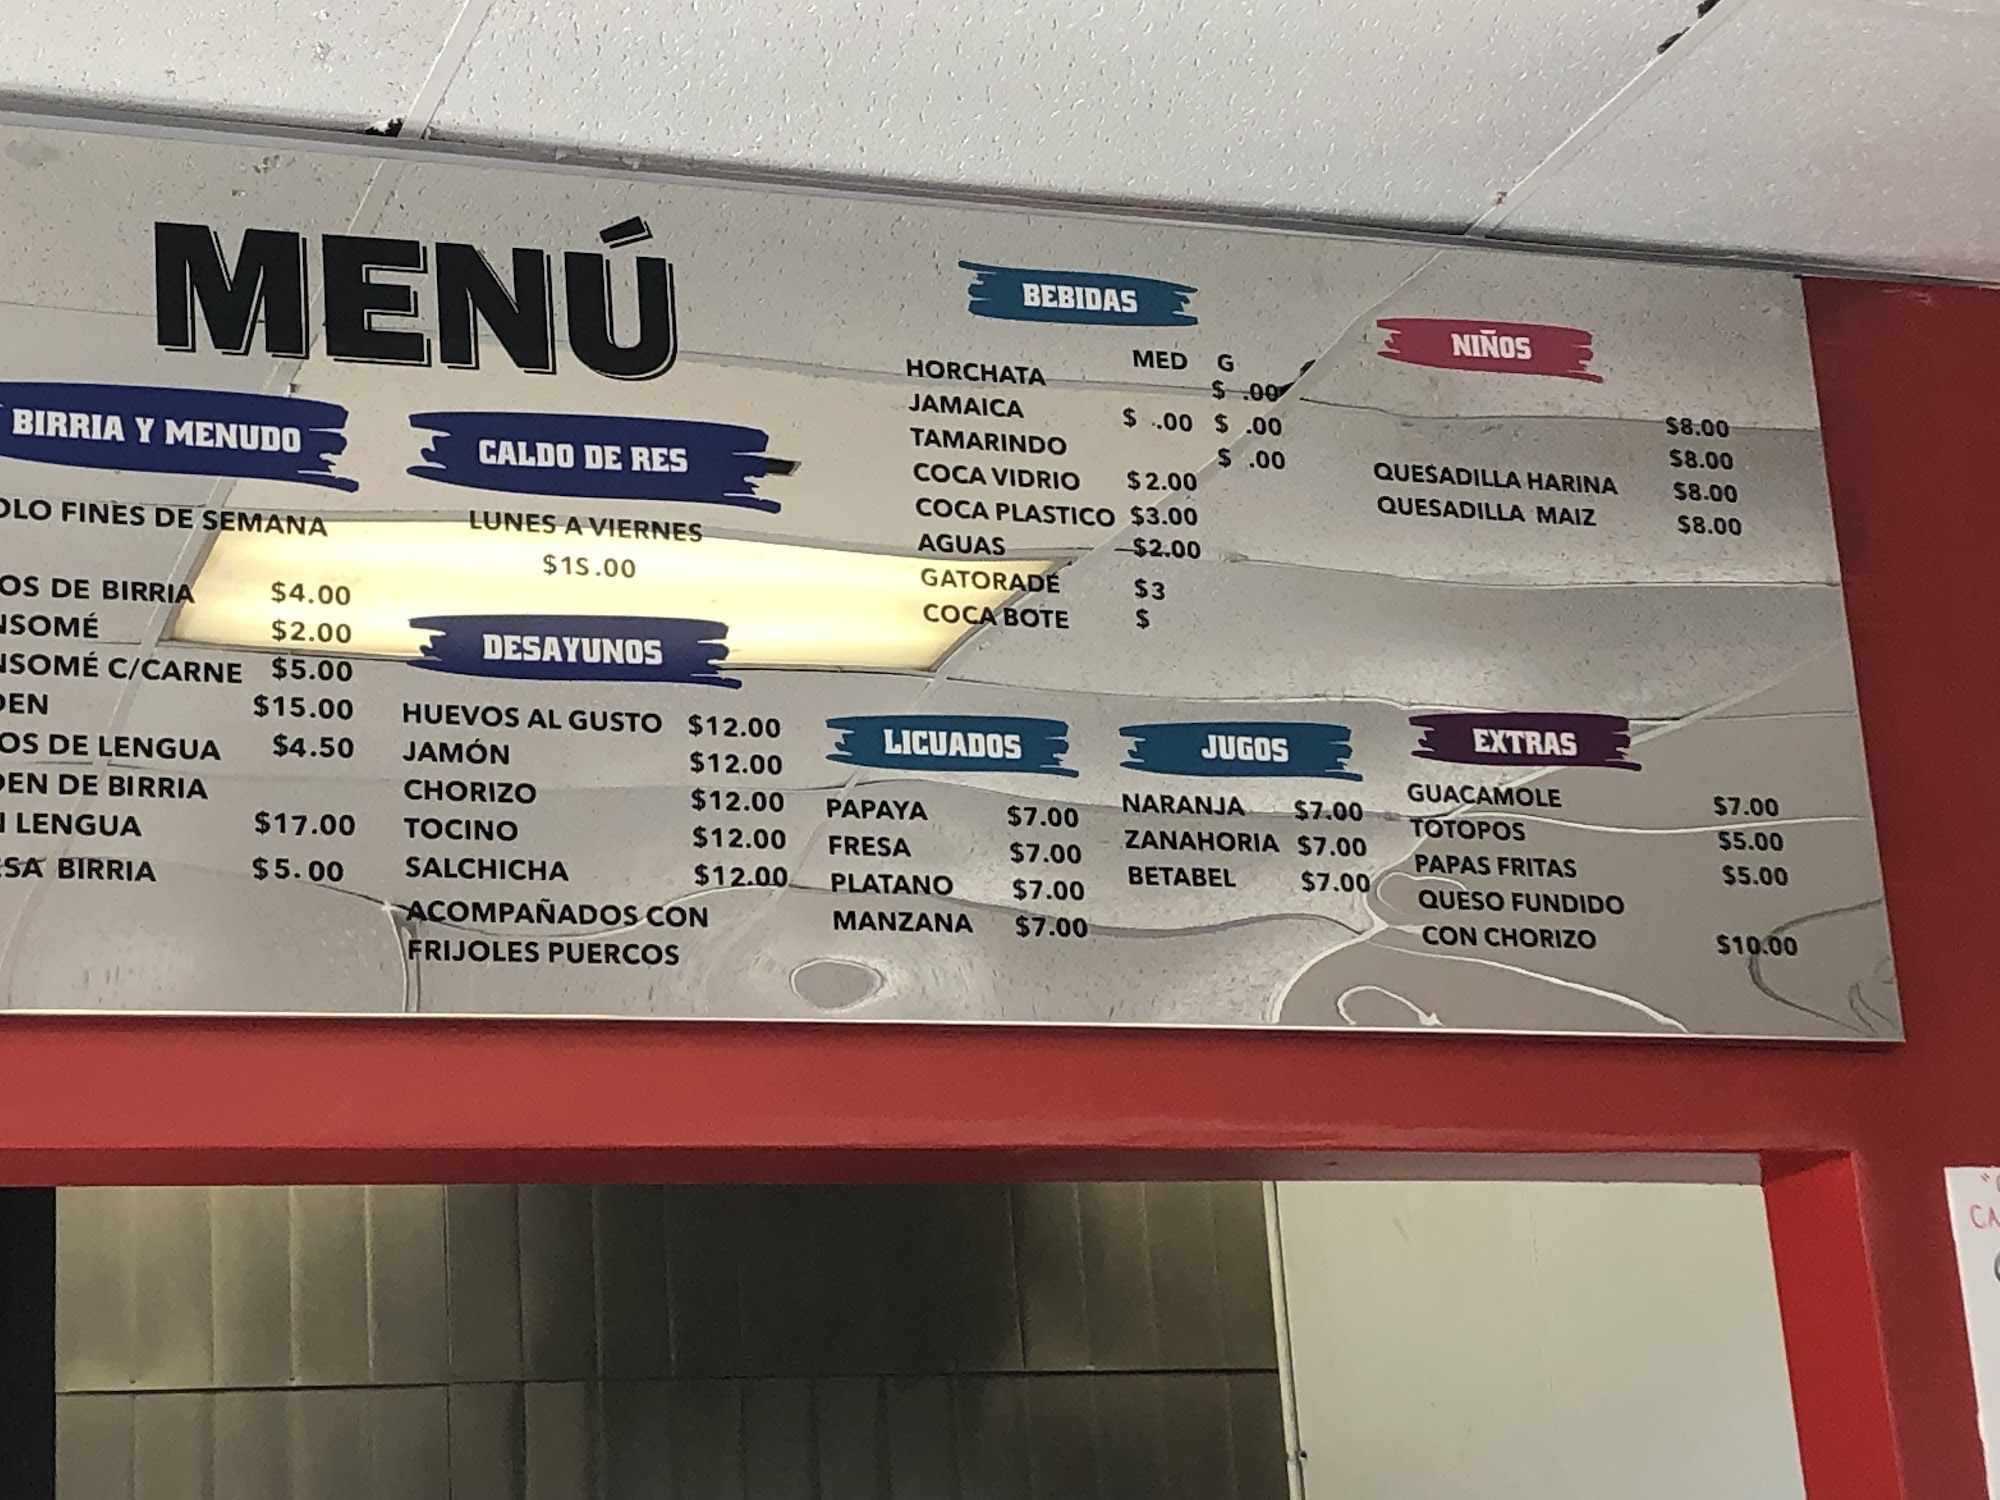 MENÚ
BIRRIA Y MENUDO
OLO FINES DE SEMANA
OS DE BIRRIA $4.00
NSOMÉ $2.00
NSOMÉ C/CARNE $5.00
DEN $15.00
OS DE LENGUA $4.50
DEN DE BIRRIA
N LENGUA $17.00
ESA BIRRIA $5.00
CALDO DE RES
LUNES A VIERNES
$15.00
DESAYUNOS
HUEVOS AL GUSTO $12.00
JAMÓN $12.00
CHORIZO $12.00
TOCINO $12.00
SALCHICHA $12.00
ACOMPAÑADOS CON
FRIJOLES PUERCOS
BEBIDAS
MED G
HORCHATA $ .00
JAMAICA $ .00 $ .00
TAMARINDO $ .00
COCA VIDRIO $2.00
COCA PLASTICO $3.00
AGUAS $2.00
GATORADE $3
COCA BOTE $
NIÑOS
$8.00
$8.00
QUESADILLA HARINA $8.00
QUESADILLA MAIZ $8.00
LICUADOS
PAPAYA $7.00
FRESA $7.00
PLATANO $7.00
MANZANA $7.00
JUGOS
NARANJA $7.00
ZANAHORIA $7.00
BETABEL $7.00
EXTRAS
GUACAMOLE $7.00
TOTOPOS $5.00
PAPAS FRITAS $5.00
QUESO FUNDIDO
CON CHORIZO $10.00
CA